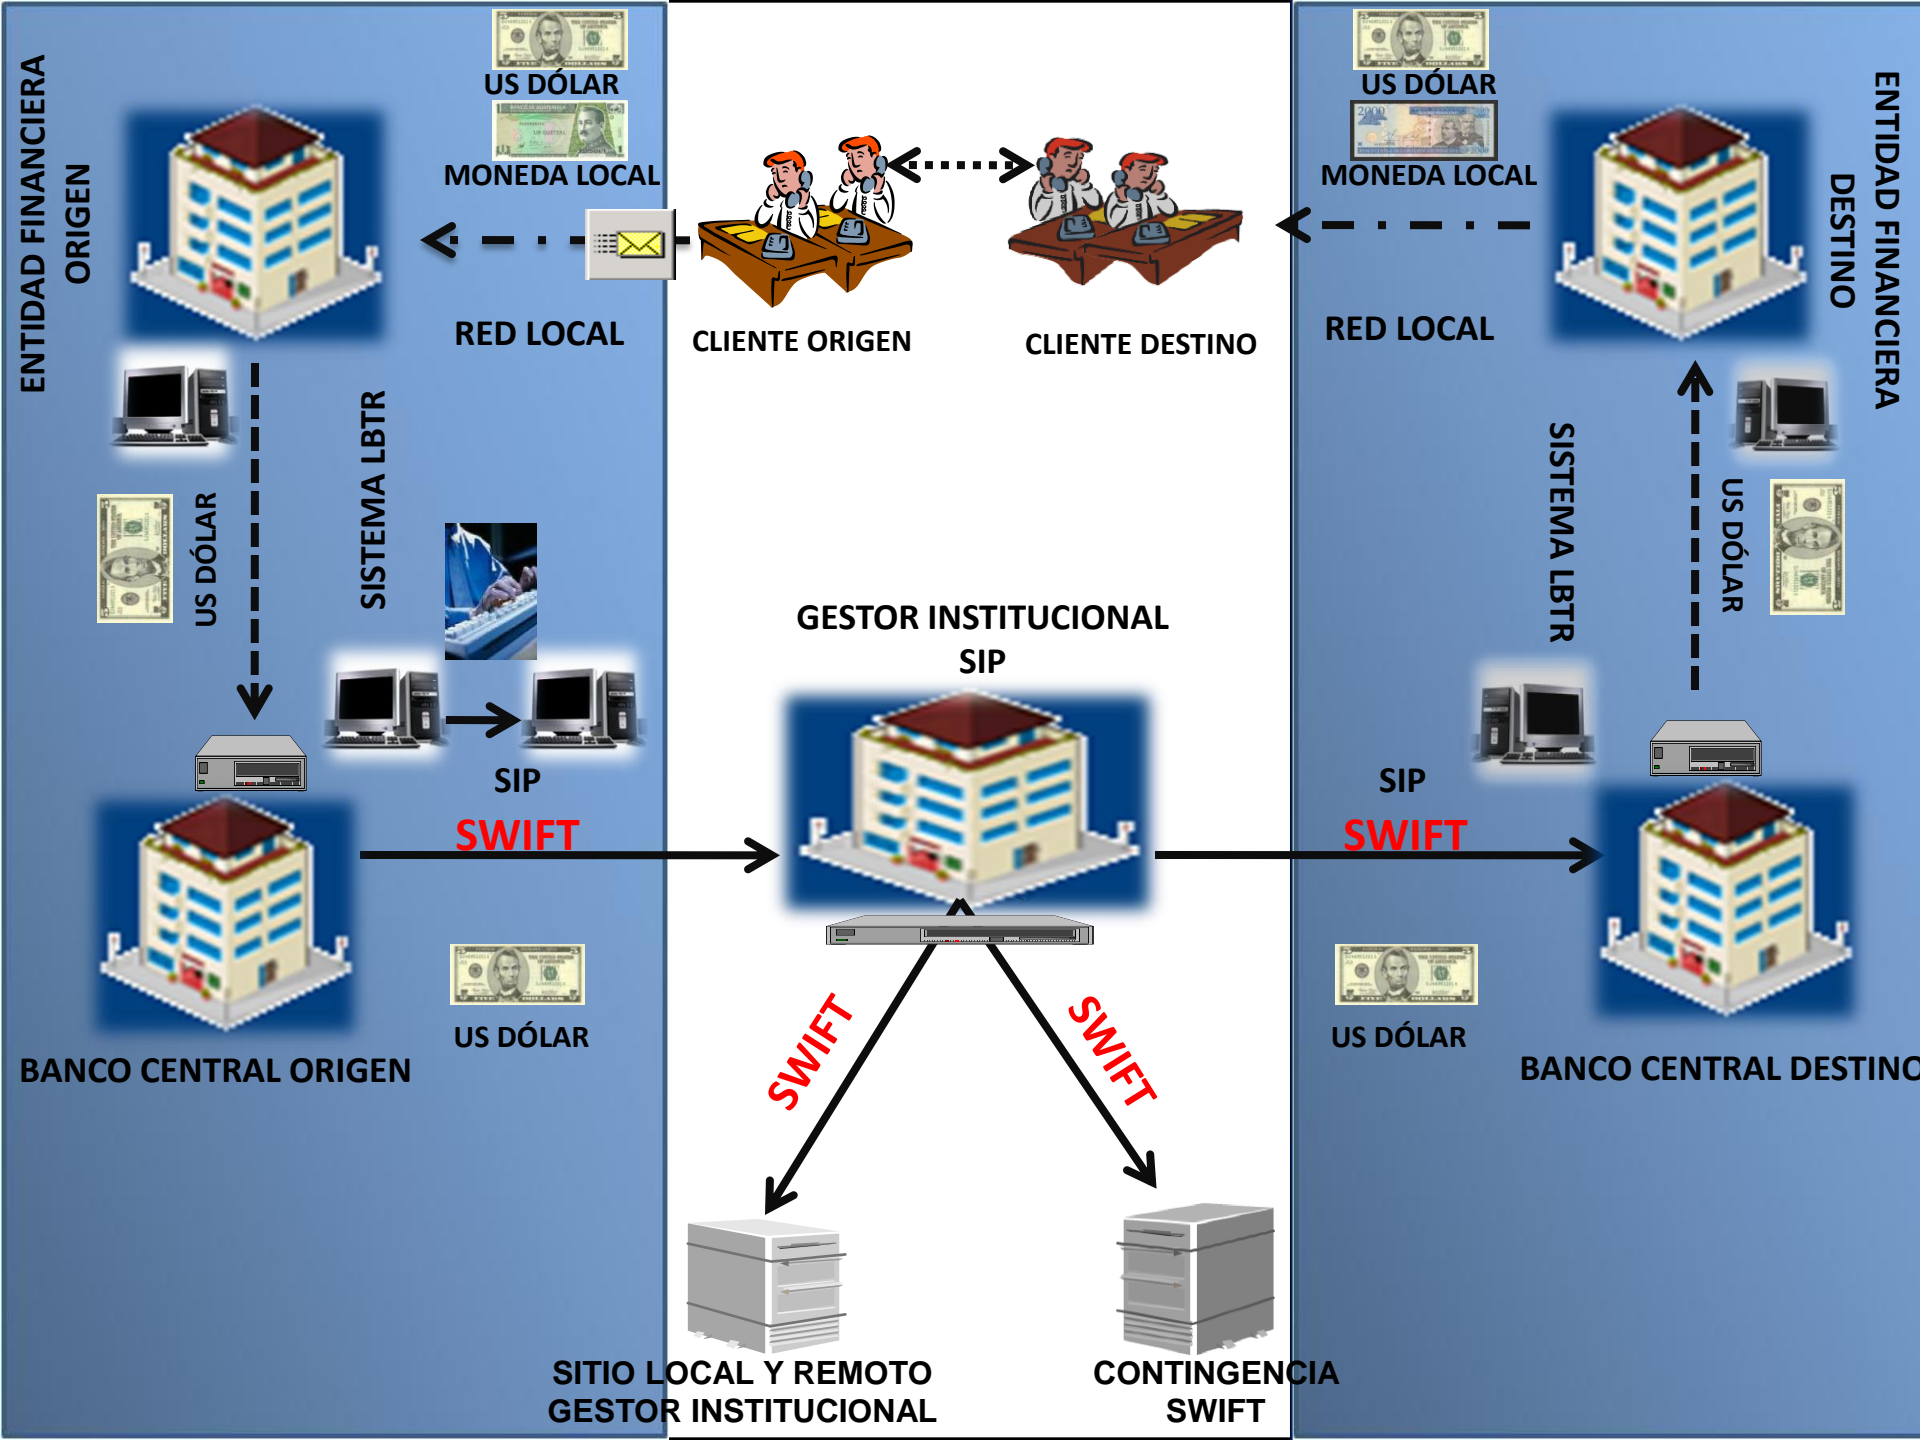 ENTIDAD FINANCIERA
ORIGEN
US DÓLAR
MONEDA LOCAL
RED LOCAL
CLIENTE ORIGEN
CLIENTE DESTINO
US DÓLAR
2000
MONEDA LOCAL
RED LOCAL
ENTIDAD FINANCIERA
DESTINO
US DÓLAR
SISTEMA LBTR
SIP
SWIFT
US DÓLAR
BANCO CENTRAL ORIGEN
GESTOR INSTITUCIONAL
SIP
SWIFT
SWIFT
SISTEMA LBTR
US DÓLAR
SIP
SWIFT
US DÓLAR
BANCO CENTRAL DESTINO
SITIO LOCAL Y REMOTO
GESTOR INSTITUCIONAL
CONTINGENCIA
SWIFT